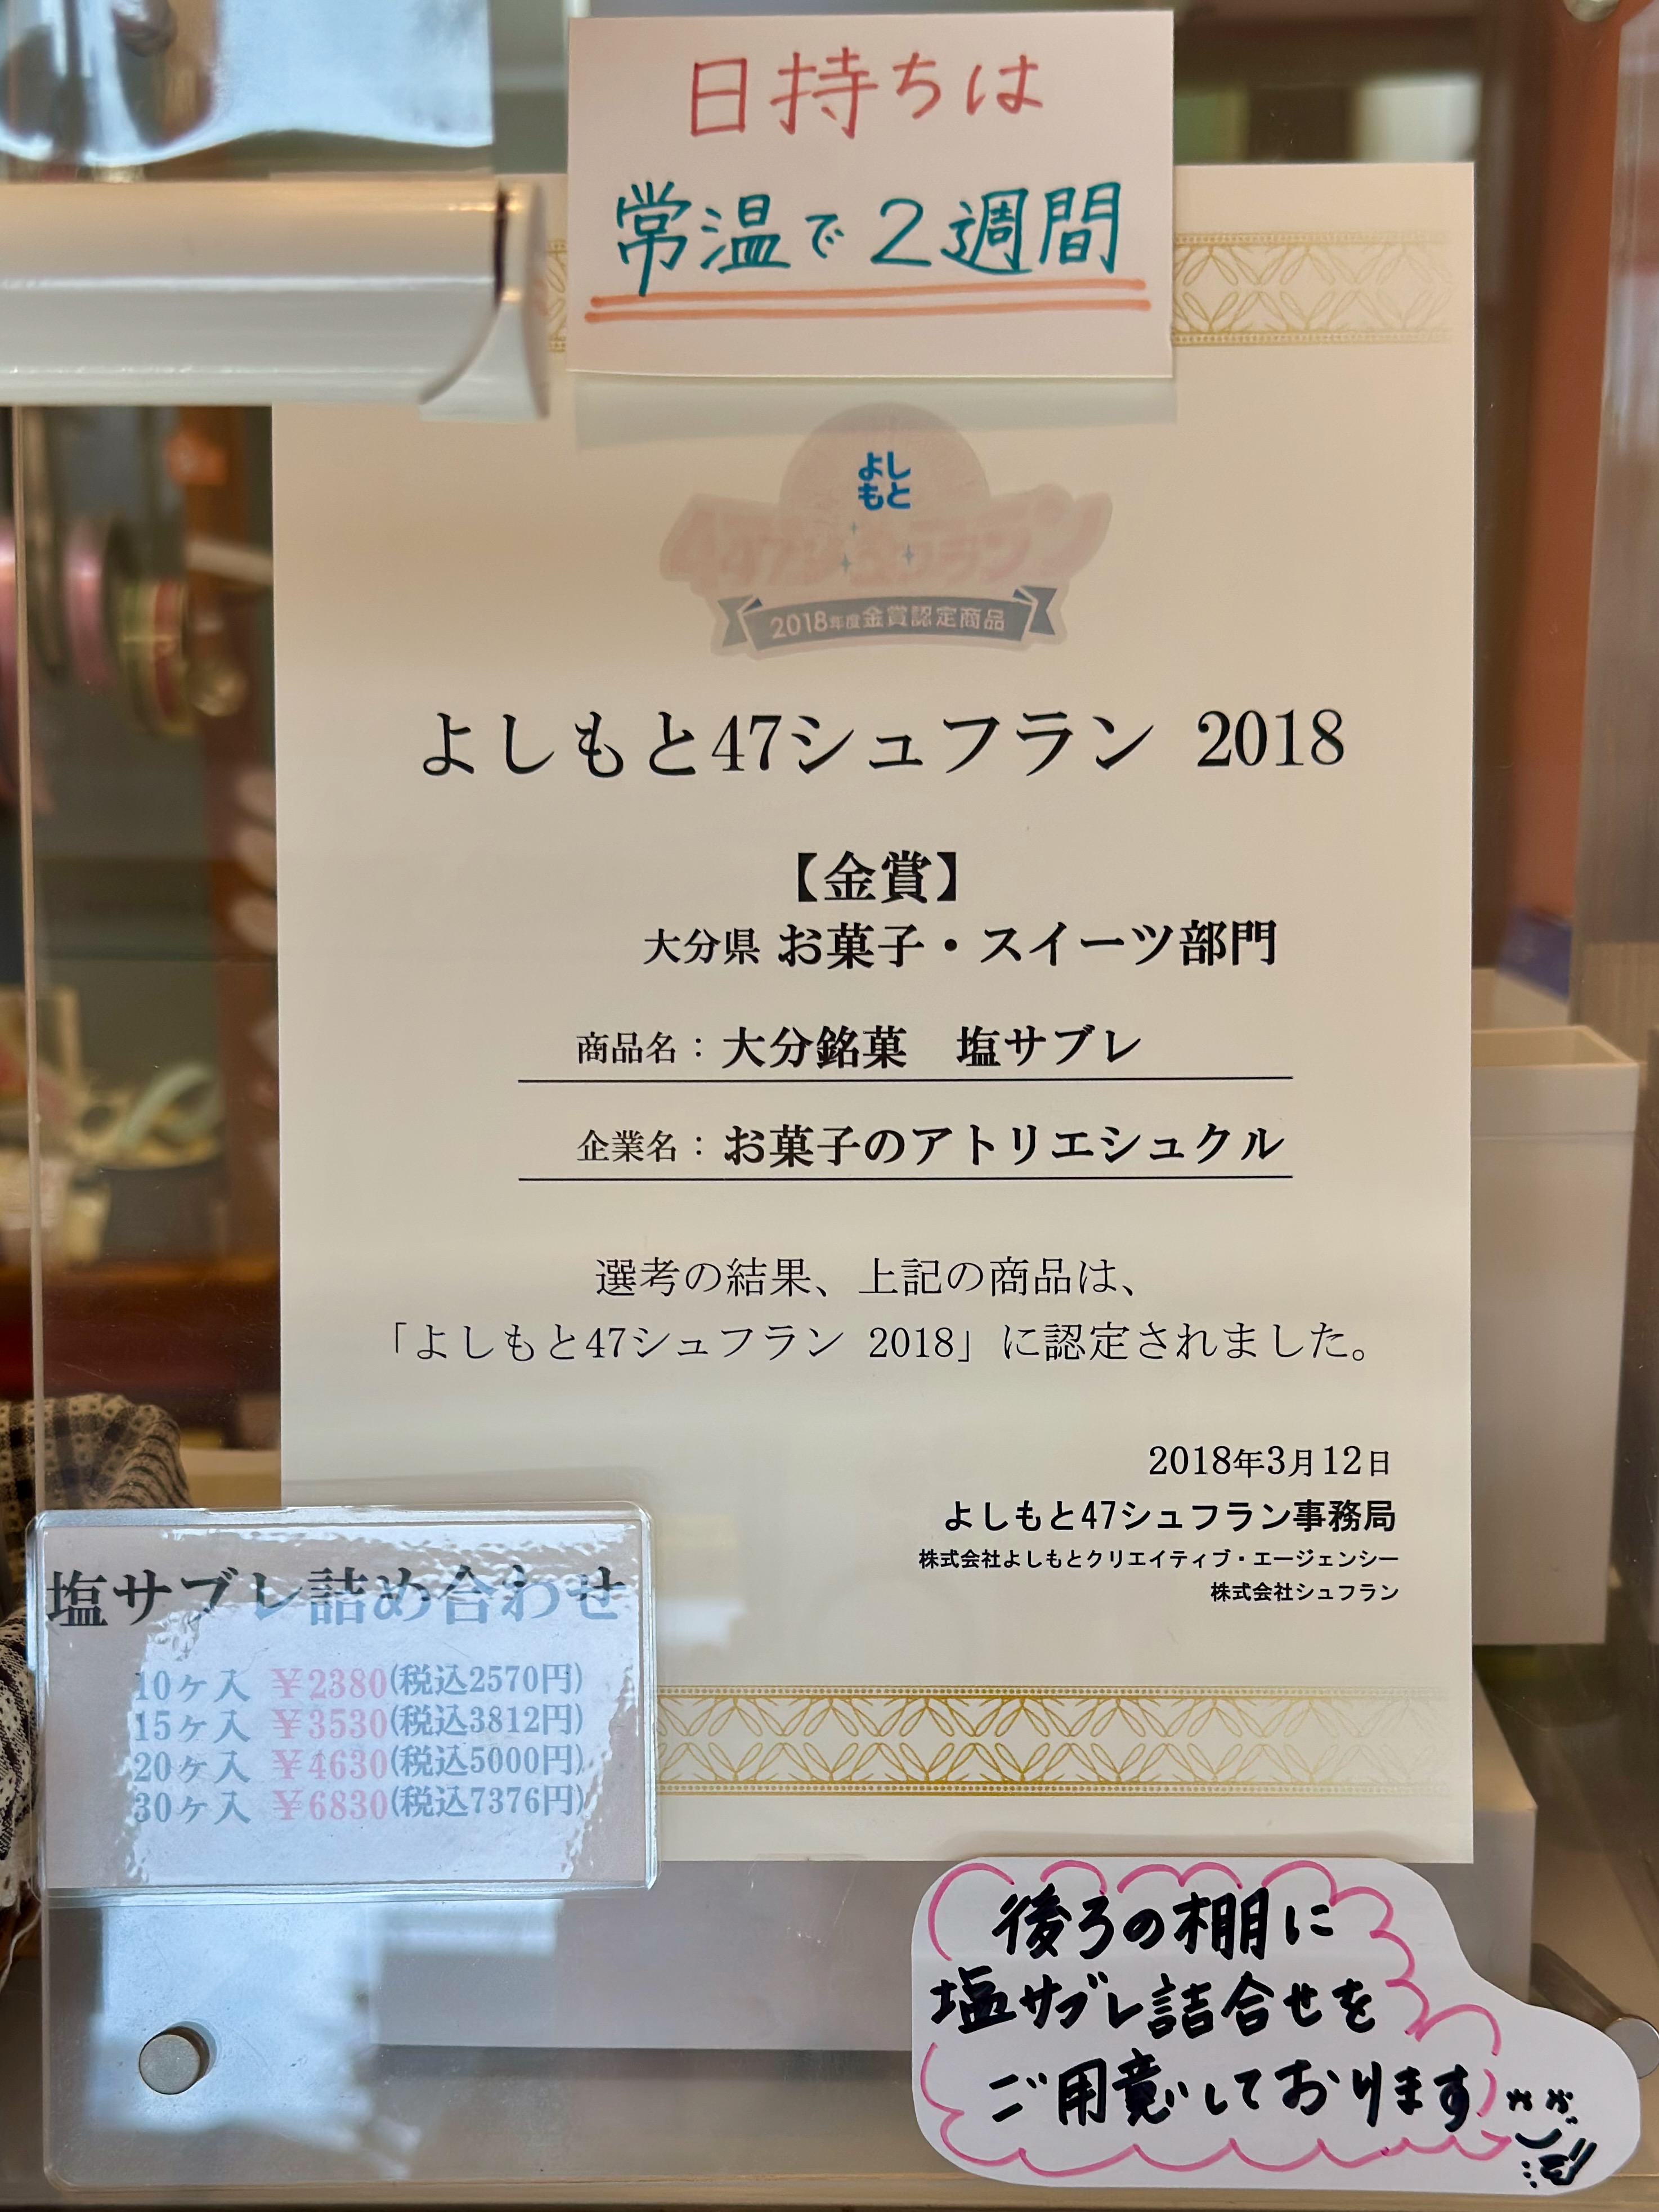 日持ちは
常温で2週間
よし
もと
47シュフラン
2018年度金賞認定商品
よしもと47シュフラン 2018
【金賞】
大分県 お菓子・スイーツ部門
商品名：大分銘菓　塩サブレ
企業名：お菓子のアトリエシュクル
選考の結果、上記の商品は、
「よしもと47シュフラン 2018」に認定されました。
2018年3月12日
よしもと47シュフラン事務局
株式会社よしもとクリエイティブ・エージェンシー
株式会社シュフラン
塩サブレ詰め合わせ
10ケ入 ￥2380(税込2570円)
15ケ入 ￥3530(税込3812円)
20ケ入 ￥4630(税込5000円)
30ケ入 ￥6830(税込7376円)
後ろの棚に
塩サブレ詰合せを
ご用意しております